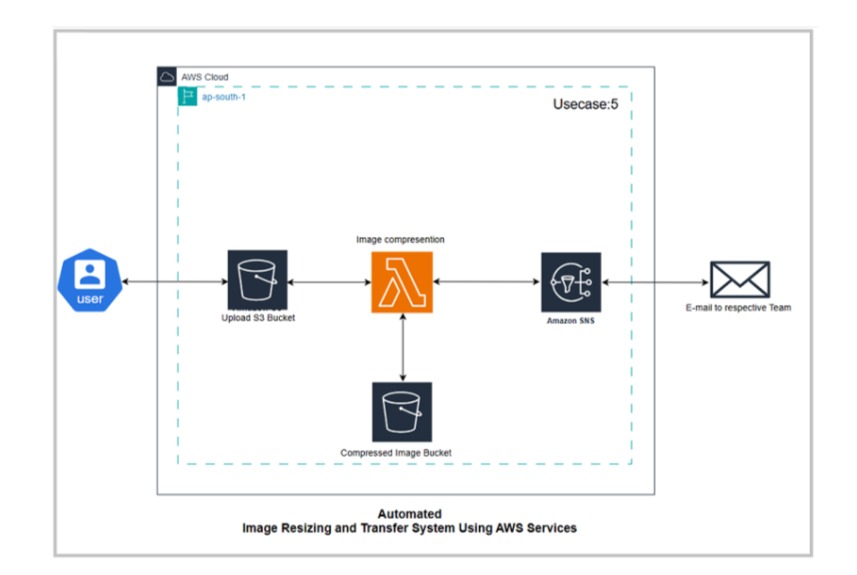 AWS Cloud
ap-south-1
Usecase:5
Image compresention
user
Upload S3 Bucket
Amazon SNS
E-mail to respective Team
Compressed Image Bucket
Automated
Image Resizing and Transfer System Using AWS Services